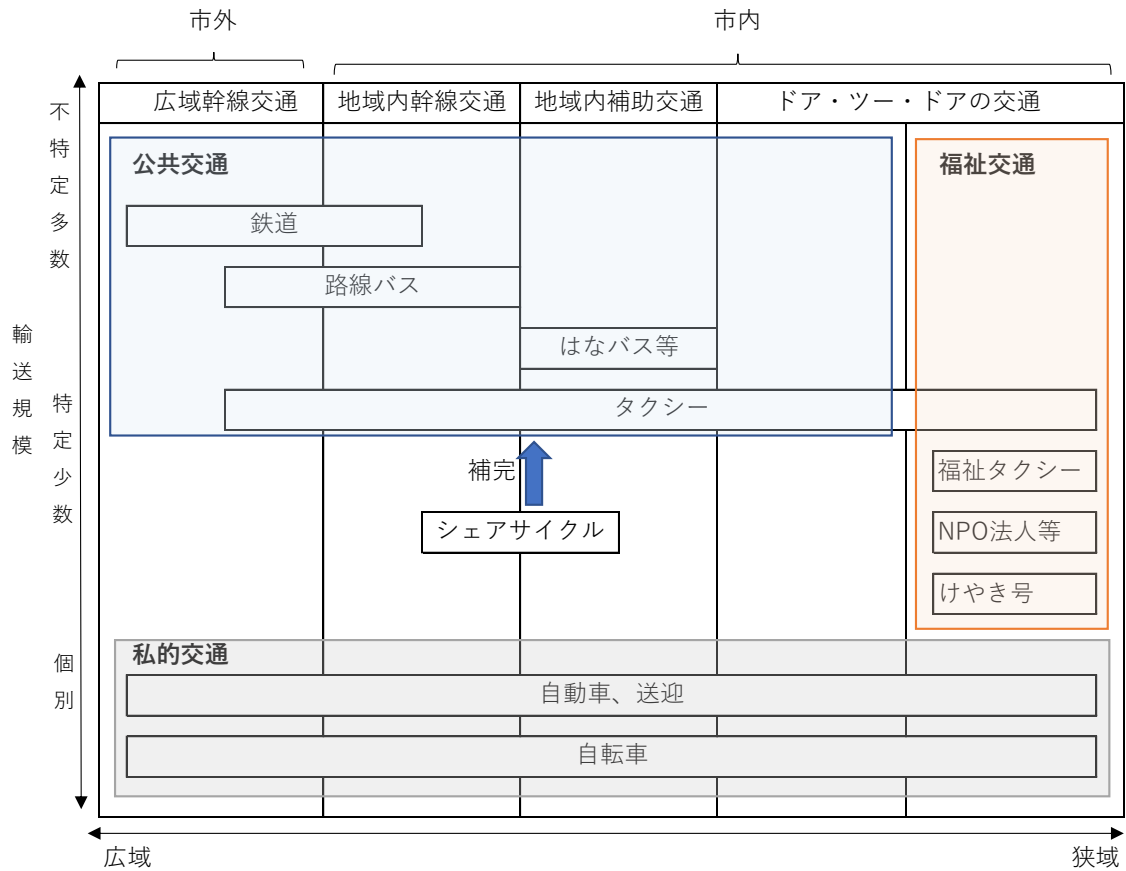 市外
市内
広域幹線交通
地域内幹線交通
地域内補助交通
ドア・ツー・ドアの交通
不特定多数
特定少数
個別
輸送規模
公共交通
福祉交通
鉄道
路線バス
はなバス等
タクシー
補完
シェアサイクル
福祉タクシー
NPO法人等
けやき号
私的交通
自動車、送迎
自転車
広域
狭域